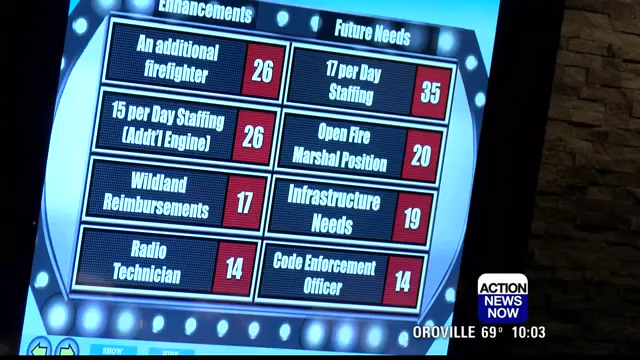 Enhancements
Future Needs
An additional
firefighter
26
17 per Day
Staffing
35
15 per Day Staffing
(Addt'l Engine)
26
Open Fire
Marshal Position
20
Wildland
Reimbursements
17
Infrastructure
Needs
19
Radio
Technician
14
Code Enforcement
Officer
14
SHOW
ACTION
NEWS
NOW
OROVILLE 69° 10:03